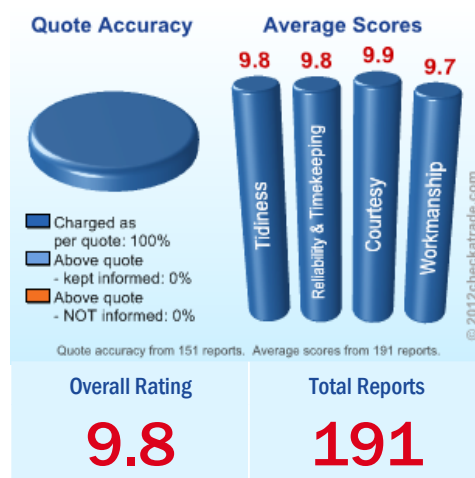 Quote Accuracy
Average Scores
9.8
9.8
9.9
9.7
Tidiness
Reliability & Timekeeping
Courtesy
Workmanship
Charged as
per quote: 100%
Above quote
- kept informed: 0%
Above quote
- NOT informed: 0%
© 2012checkatrade.com
Quote accuracy from 151 reports. Average scores from 191 reports.
Overall Rating
9.8
Total Reports
191